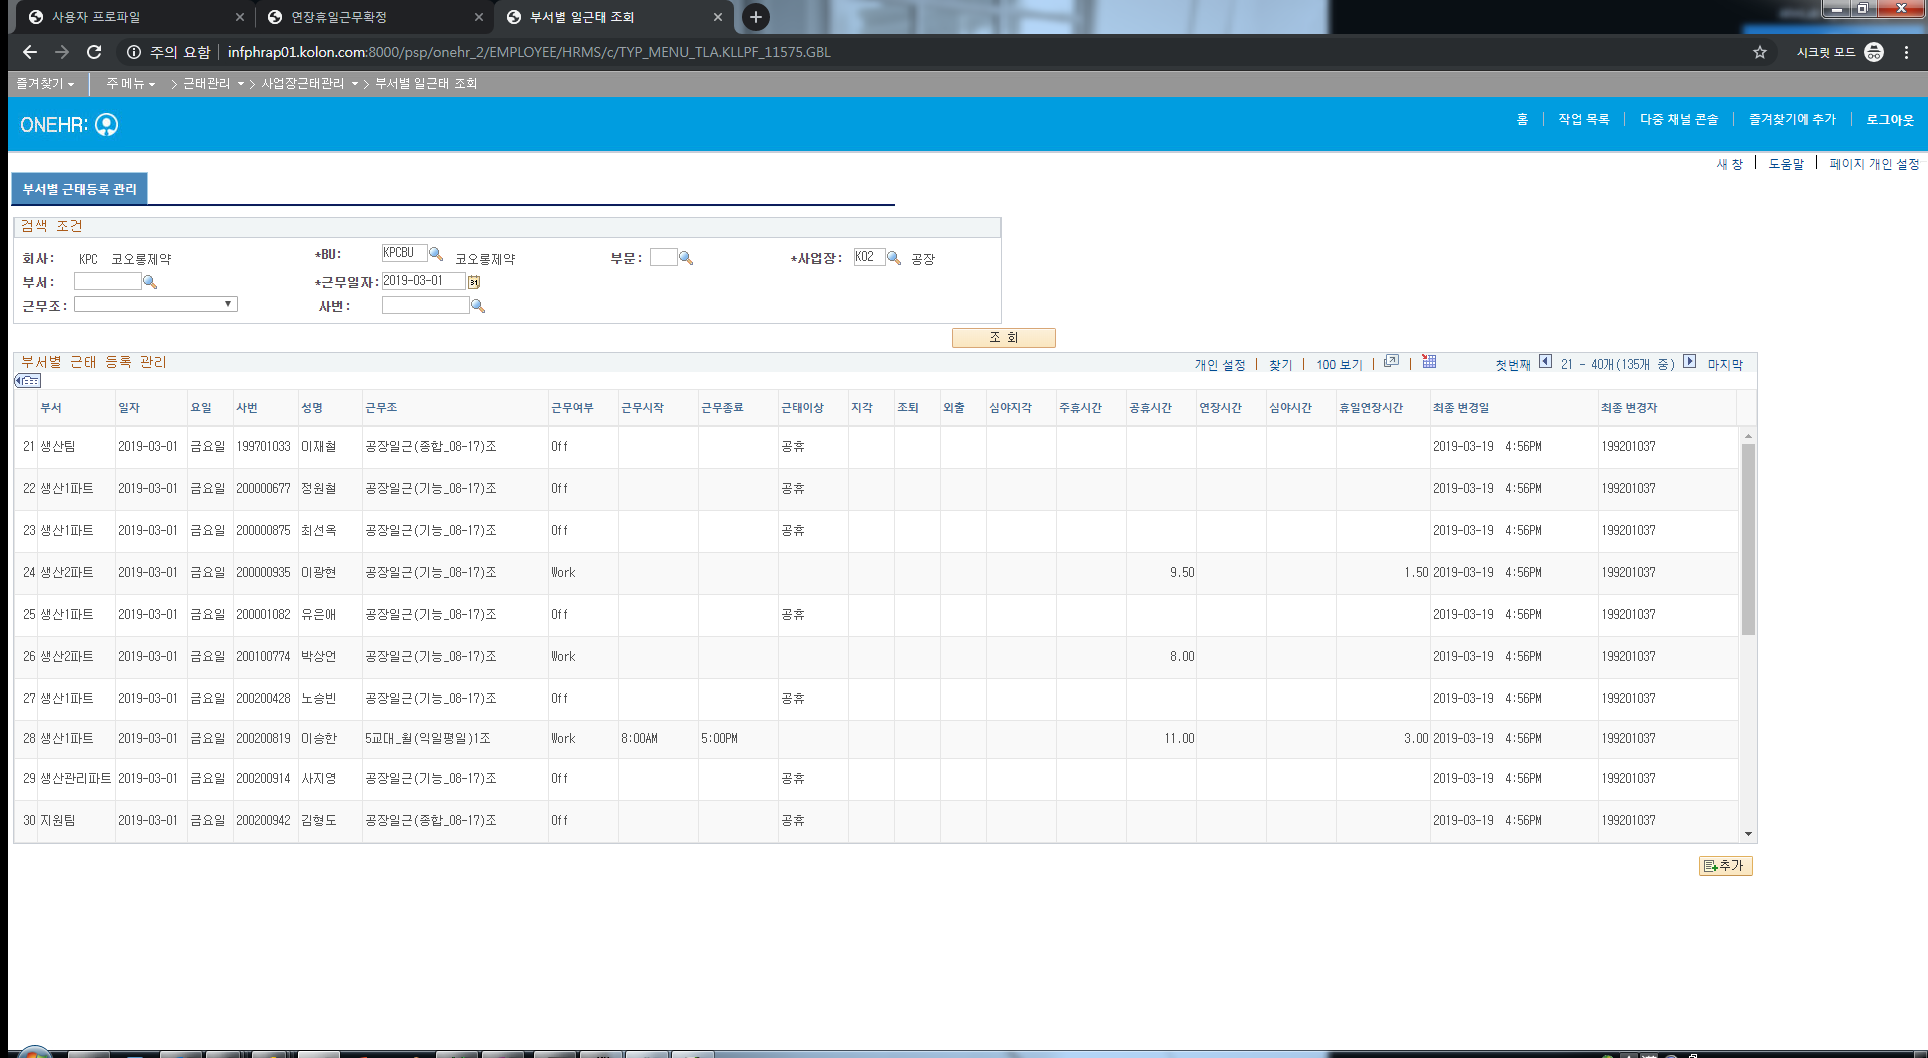 사용자 프로파일
연장휴일근무확정
부서별 일근태 조회
주의 요함 infphrap01.kolon.com:8000/psp/onehr_2/EMPLOYEE/HRMS/c/TYP_MENU_TLA.KLLPF_11575.GBL 시크릿 모드
즐겨찾기 주 메뉴 > 근태관리 > 사업장근태관리 > 부서별 일근태 조회
ONEHR: 홈 작업 목록 다중 채널 콘솔 즐겨찾기에 추가 로그아웃
새 창 도움말 페이지 개인 설정
부서별 근태등록 관리
검색 조건
회사: KPC 코오롱제약 *BU: KPCBU 코오롱제약 부문: *사업장: K02 공장
부서: *근무일자: 2019-03-01
근무조: 사번:
조 회
부서별 근태 등록 관리 개인 설정 | 찾기 | 100 보기 | | 첫번째 21 - 40개(135개 중) 마지막
부서 일자 요일 사번 성명 근무조 근무여부 근무시작 근무종료 근태이상 지각 조퇴 외출 심야지각 주휴시간 공휴시간 연장시간 심야시간 휴일연장시간 최종 변경일 최종 변경자
21 생산팀 2019-03-01 금요일 199701033 이재철 공장일근(종합_08-17)조 Off 공휴 2019-03-19 4:56PM 199201037
22 생산1파트 2019-03-01 금요일 200000677 정원철 공장일근(기능_08-17)조 Off 공휴 2019-03-19 4:56PM 199201037
23 생산1파트 2019-03-01 금요일 200000875 최선옥 공장일근(기능_08-17)조 Off 공휴 2019-03-19 4:56PM 199201037
24 생산2파트 2019-03-01 금요일 200000935 이광현 공장일근(기능_08-17)조 Work 9.50 1.50 2019-03-19 4:56PM 199201037
25 생산1파트 2019-03-01 금요일 200001082 유은애 공장일근(기능_08-17)조 Off 공휴 2019-03-19 4:56PM 199201037
26 생산2파트 2019-03-01 금요일 200100774 박상언 공장일근(기능_08-17)조 Work 8.00 2019-03-19 4:56PM 199201037
27 생산1파트 2019-03-01 금요일 200200428 노승빈 공장일근(기능_08-17)조 Off 공휴 2019-03-19 4:56PM 199201037
28 생산1파트 2019-03-01 금요일 200200819 이승한 5교대_월(익일평일)1조 Work 8:00AM 5:00PM 11.00 3.00 2019-03-19 4:56PM 199201037
29 생산관리파트 2019-03-01 금요일 200200914 사지영 공장일근(기능_08-17)조 Off 공휴 2019-03-19 4:56PM 199201037
30 지원팀 2019-03-01 금요일 200200942 김형도 공장일근(종합_08-17)조 Off 공휴 2019-03-19 4:56PM 199201037
추가